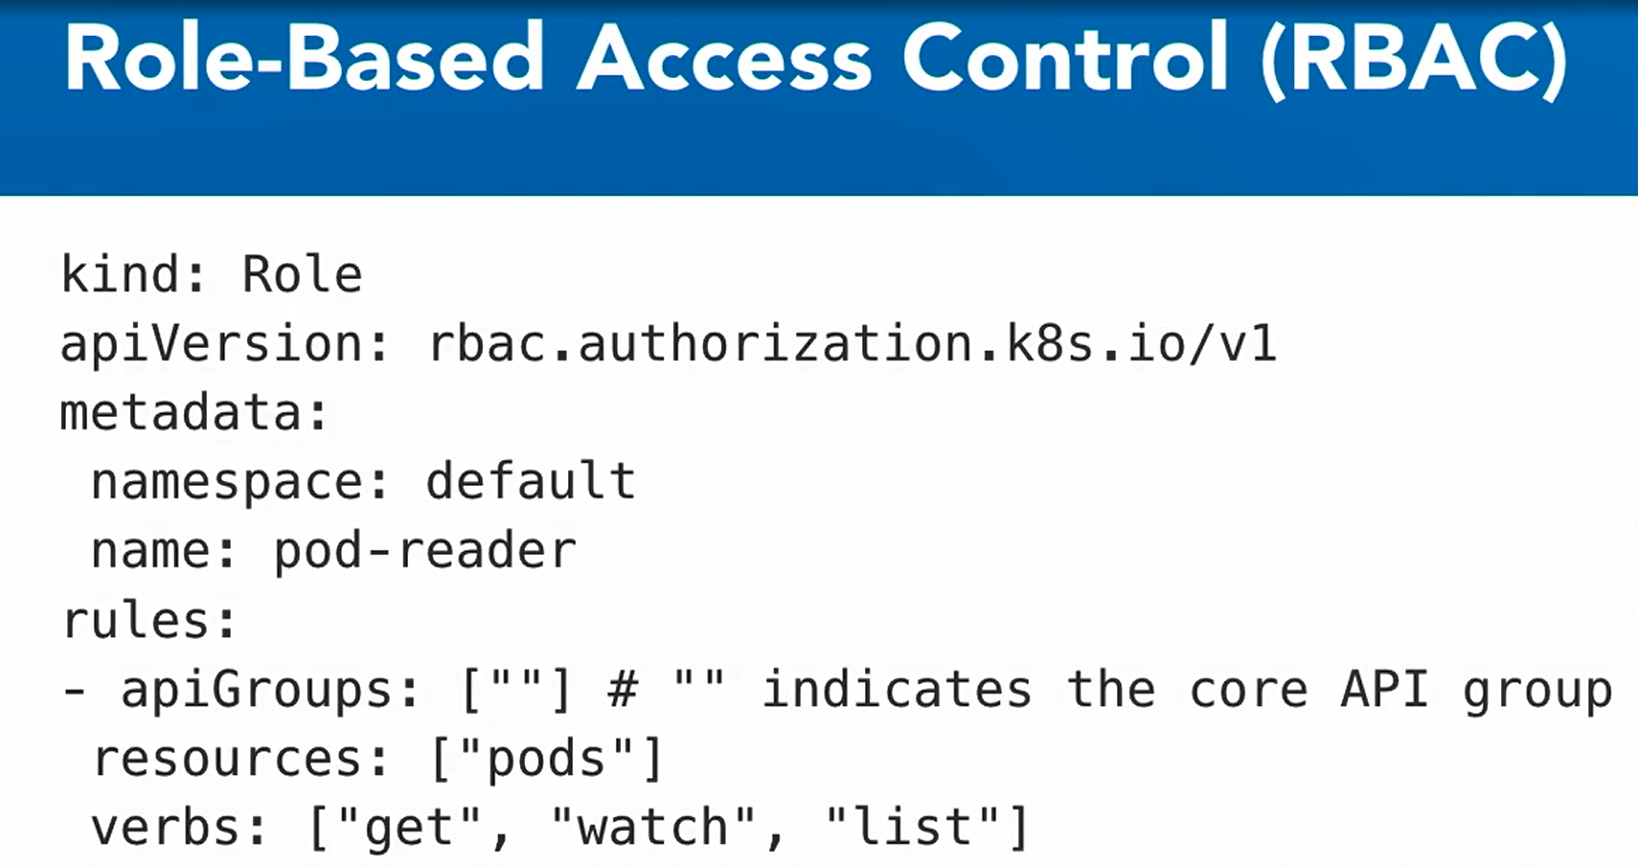 Role-Based Access Control (RBAC)
kind: Role
apiVersion: rbac.authorization.k8s.io/v1
metadata:
 namespace: default
 name: pod-reader
rules:
- apiGroups: [""] # "" indicates the core API group
 resources: ["pods"]
 verbs: ["get", "watch", "list"]